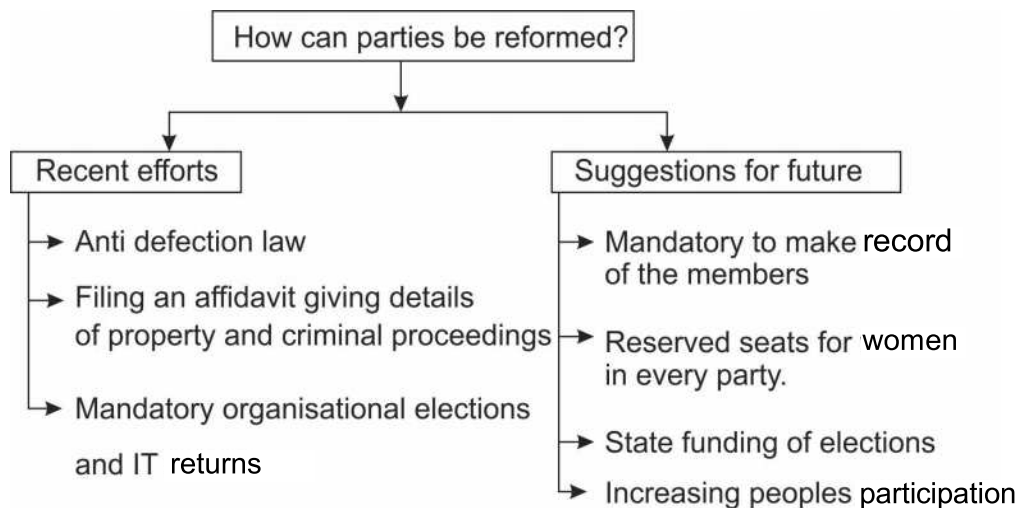 How can parties be reformed?
Recent efforts
Anti defection law
Filing an affidavit giving details
of property and criminal proceedings
Mandatory organisational elections
and IT returns
Suggestions for future
Mandatory to make record
of the members
Reserved seats for women
in every party.
State funding of elections
Increasing peoples participation